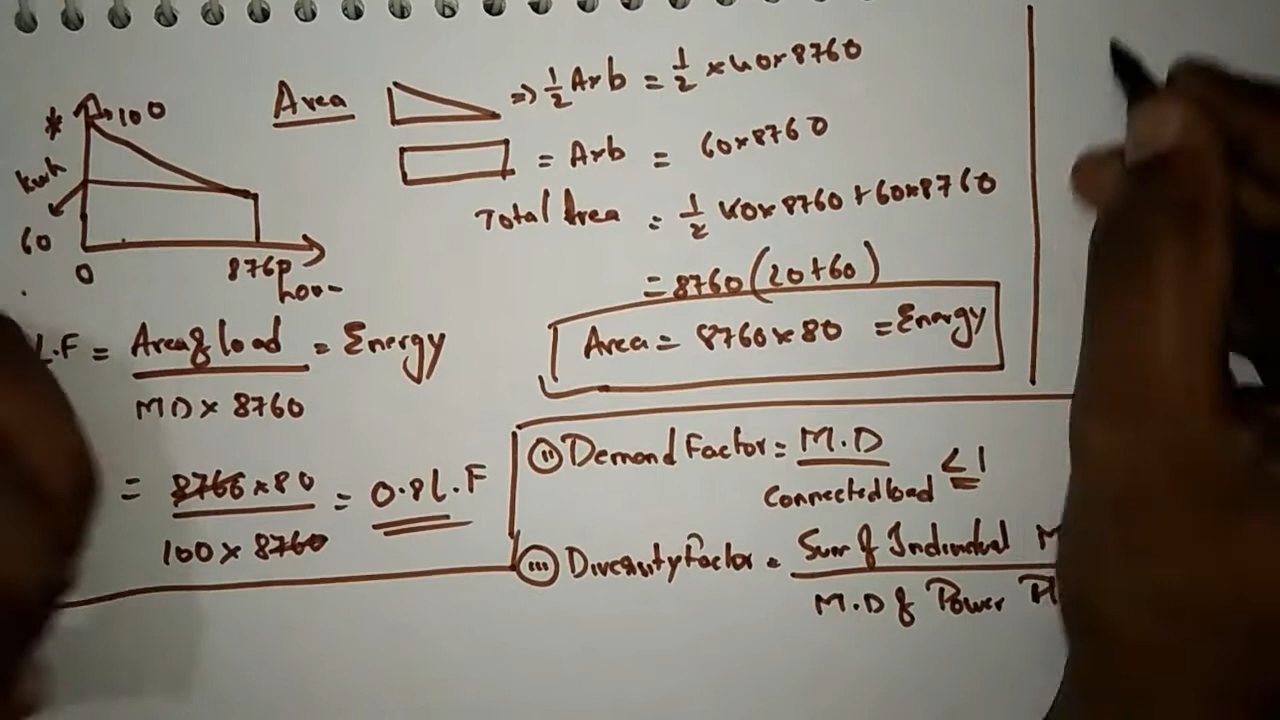 * 100
kwh
60
0
8760
Area
⇒ 1/2 A×b = 1/2 × 40×8760
= A×b = 60×8760
Total Area = 1/2 40×8760 + 60×8760
= 8760 (20+60)
Area = 8760×80 = Energy
L.F = Area of load / MD × 8760 = Energy
= 8760×80 / 100×8760 = 0.8 L.F
(ii) Demand Factor = M.D / Connected load ≤ 1
(iii) Diversity Factor = Sum of Individual M / M.D of Power Pl